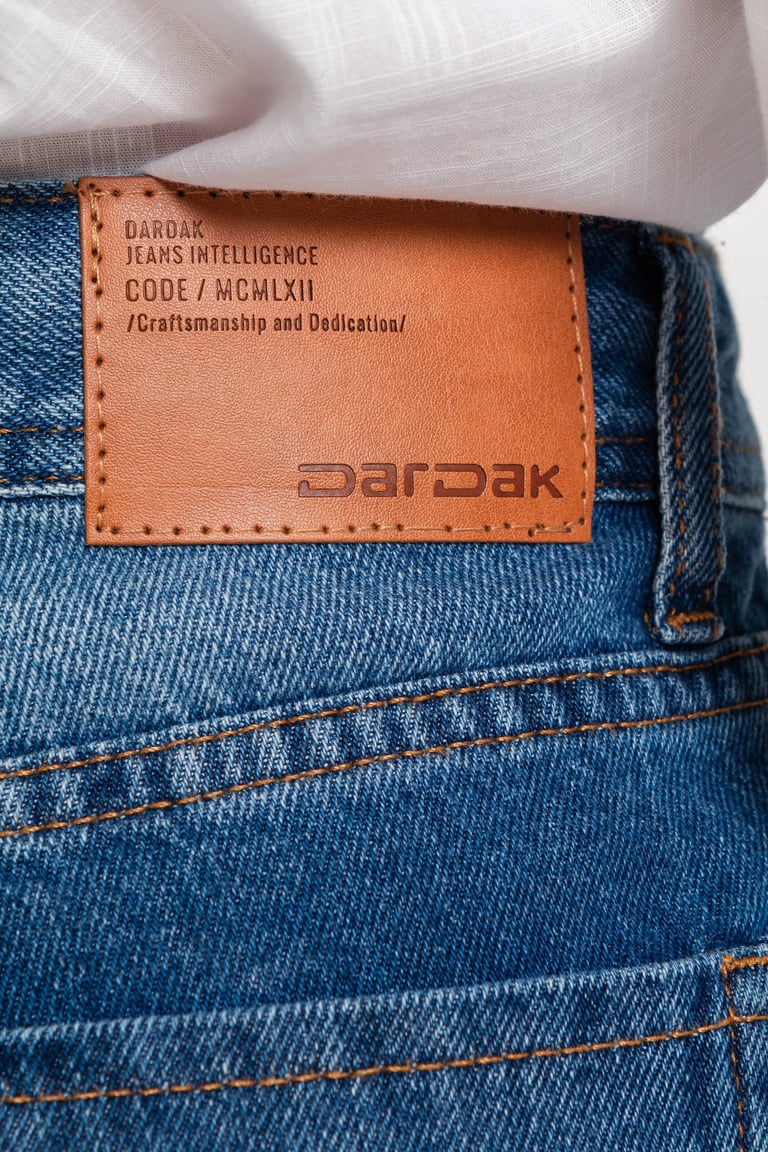 DARDAK
JEANS INTELLIGENCE
CODE / MCMLXII
/Craftsmanship and Dedication/
DarDak